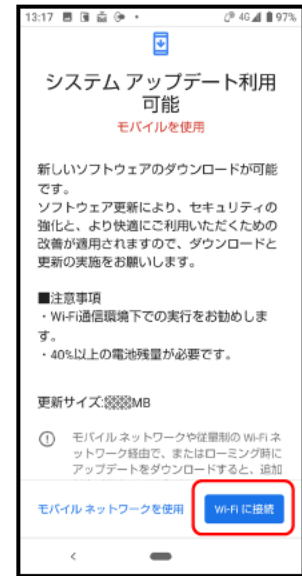 13:17 4G 97%
システム アップデート利用
可能
モバイルを使用
新しいソフトウェアのダウンロードが可能
です。
ソフトウェア更新により、セキュリティの
強化と、より快適にご利用いただくための
改善が適用されますので、ダウンロードと
更新の実施をお願いします。
■注意事項
・Wi-Fi通信環境下での実行をお勧めしま
す。
・40%以上の電池残量が必要です。
更新サイズ:MB
モバイル ネットワークや従量制の Wi-Fi ネ
ットワーク経由で、またはローミング時に
アップデートをダウンロードすると、追加
モバイル ネットワークを使用 Wi-Fi に接続